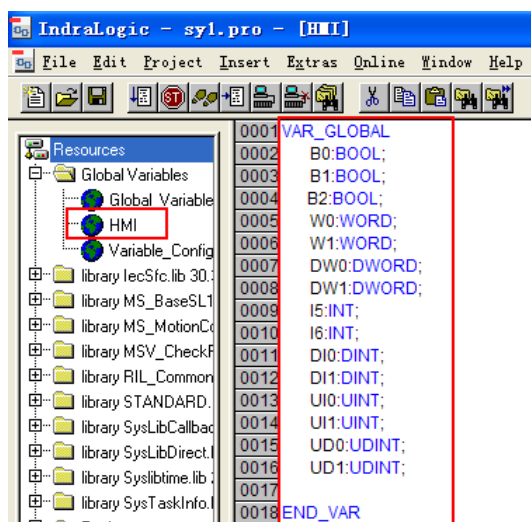 IndraLogic - sy1.pro - [HMI]
File Edit Project Insert Extras Online Window Help
Resources
Global Variables
Global_Variable
HMI
Variable_Config
library IecSfc.lib 30.
library MS_BaseSL1
library MS_MotionCo
library MSV_CheckF
library RIL_Common
library STANDARD.
library SysLibCallbac
library SysLibDirect.l
library Syslibtime.lib
library SysTaskInfo.l
0001 VAR_GLOBAL
0002 B0:BOOL;
0003 B1:BOOL;
0004 B2:BOOL;
0005 W0:WORD;
0006 W1:WORD;
0007 DW0:DWORD;
0008 DW1:DWORD;
0009 I5:INT;
0010 I6:INT;
0011 DI0:DINT;
0012 DI1:DINT;
0013 UI0:UINT;
0014 UI1:UINT;
0015 UD0:UDINT;
0016 UD1:UDINT;
0017
0018 END_VAR